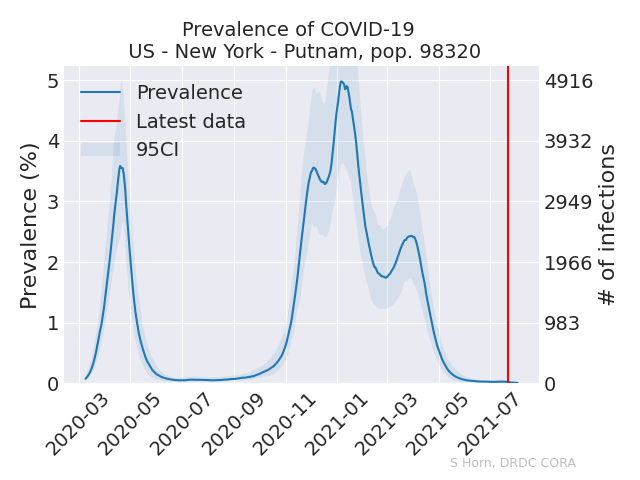 Prevalence of COVID-19
US - New York - Putnam, pop. 98320
Prevalence
Latest data
95CI
Prevalence (%)
5
4
3
2
1
0
4916
3932
2949
1966
983
0
# of infections
2020-03
2020-05
2020-07
2020-09
2020-11
2021-01
2021-03
2021-05
2021-07
S Horn, DRDC CORA